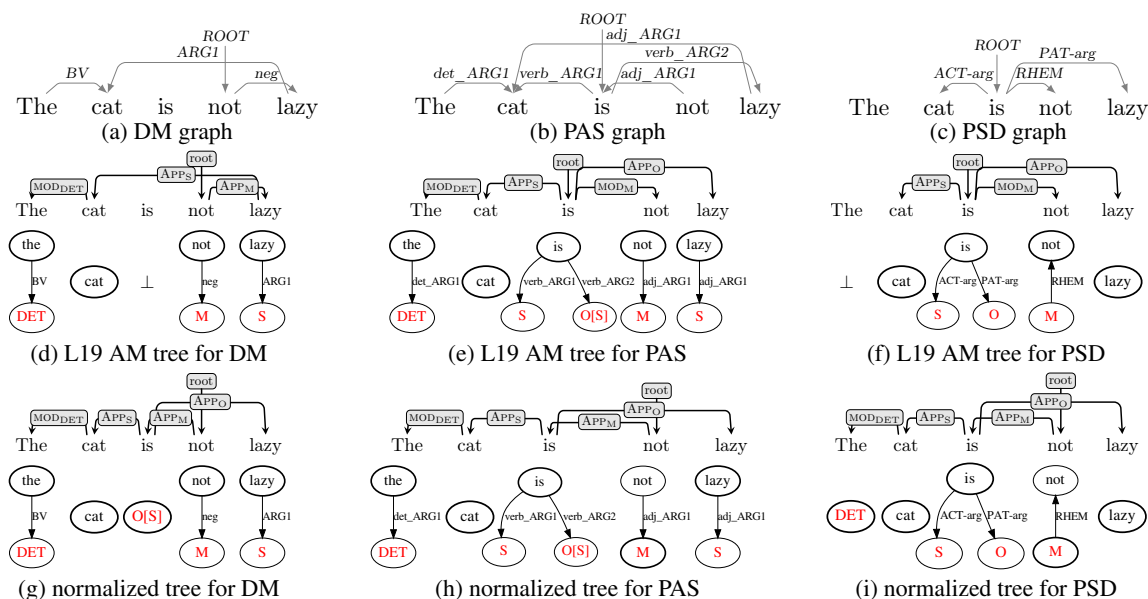 ROOT
ARG1
BV
neg
The cat is not lazy
(a) DM graph
ROOT
adj_ARG1
verb_ARG2
det_ARG1 verb_ARG1 adj_ARG1
The cat is not lazy
(b) PAS graph
ROOT
PAT-arg
ACT-arg RHEM
The cat is not lazy
(c) PSD graph
root
APPS
MODDET APPM
The cat is not lazy
the not lazy
cat ⊥
BV neg ARG1
DET M S
(d) L19 AM tree for DM
root APPO
MODDET APPS MODM
The cat is not lazy
the is not lazy
cat
det_ARG1 verb_ARG1 verb_ARG2 adj_ARG1 adj_ARG1
DET S O[S] M S
(e) L19 AM tree for PAS
root APPO
APPS MODM
The cat is not lazy
is not
⊥ cat lazy
ACT-arg PAT-arg RHEM
S O M
(f) L19 AM tree for PSD
root
APPO
MODDET APPS APPM
The cat is not lazy
the not lazy
cat O[S]
BV neg ARG1
DET M S
(g) normalized tree for DM
root
APPO
MODDET APPS APPM
The cat is not lazy
the is not lazy
cat
det_ARG1 verb_ARG1 verb_ARG2 adj_ARG1 adj_ARG1
DET S O[S] M S
(h) normalized tree for PAS
root
APPO
MODDET APPS APPM
The cat is not lazy
is not
DET cat lazy
ACT-arg PAT-arg RHEM
S O M
(i) normalized tree for PSD